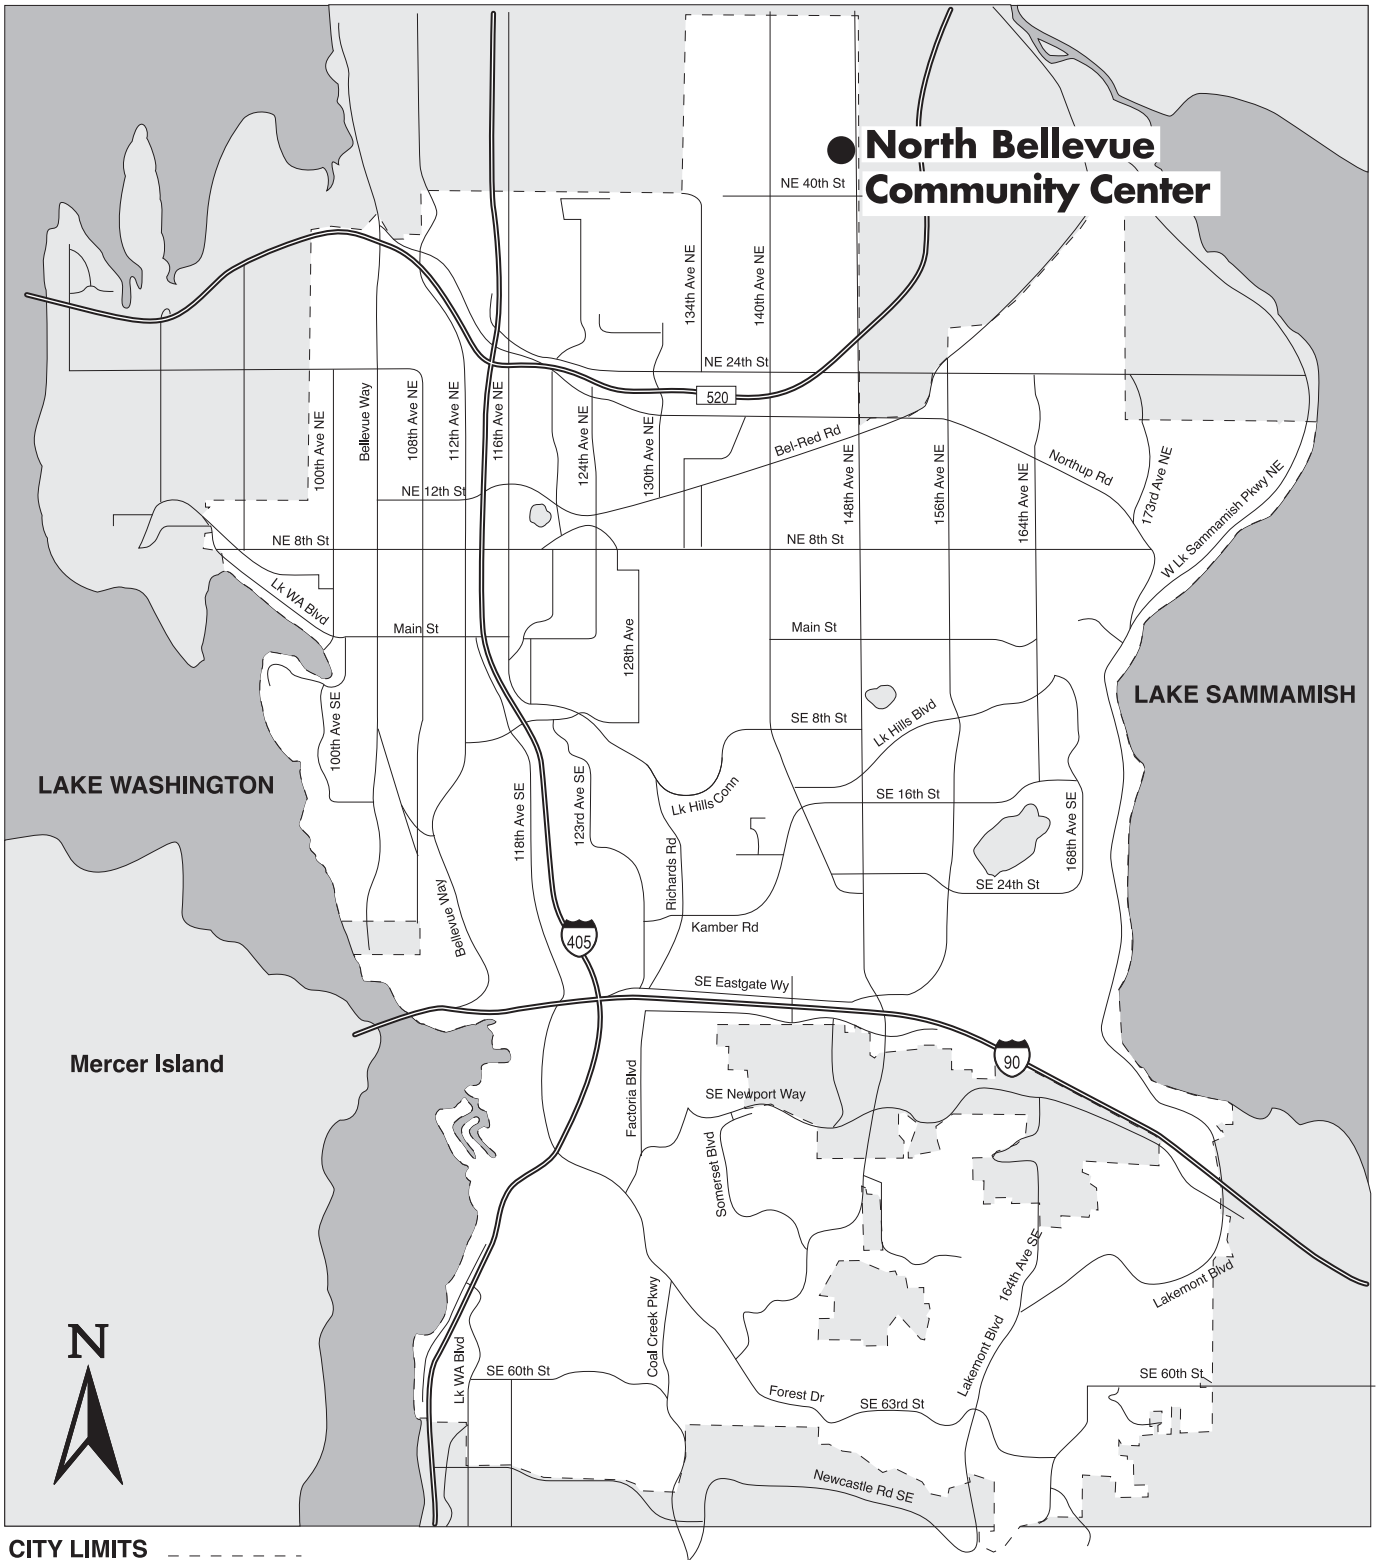 North Bellevue
Community Center
NE 40th St
134th Ave NE
140th Ave NE
NE 24th St
520
100th Ave NE
Bellevue Way
108th Ave NE
112th Ave NE
116th Ave NE
124th Ave NE
130th Ave NE
Bel-Red Rd
148th Ave NE
156th Ave NE
164th Ave NE
Northup Rd
173rd Ave NE
W Lk Sammamish Pkwy NE
NE 12th St
NE 8th St
NE 8th St
Lk WA Blvd
Main St
Main St
128th Ave
LAKE SAMMAMISH
100th Ave SE
SE 8th St
Lk Hills Blvd
LAKE WASHINGTON
118th Ave SE
123rd Ave SE
Lk Hills Conn
SE 16th St
168th Ave SE
Richards Rd
SE 24th St
Bellevue Way
Kamber Rd
405
SE Eastgate Wy
Mercer Island
90
Factoria Blvd
SE Newport Way
Somerset Blvd
164th Ave SE
Lakemont Blvd
Coal Creek Pkwy
Lakemont Blvd
N
Lk WA Blvd
SE 60th St
SE 60th St
Forest Dr
SE 63rd St
Newcastle Rd SE
CITY LIMITS